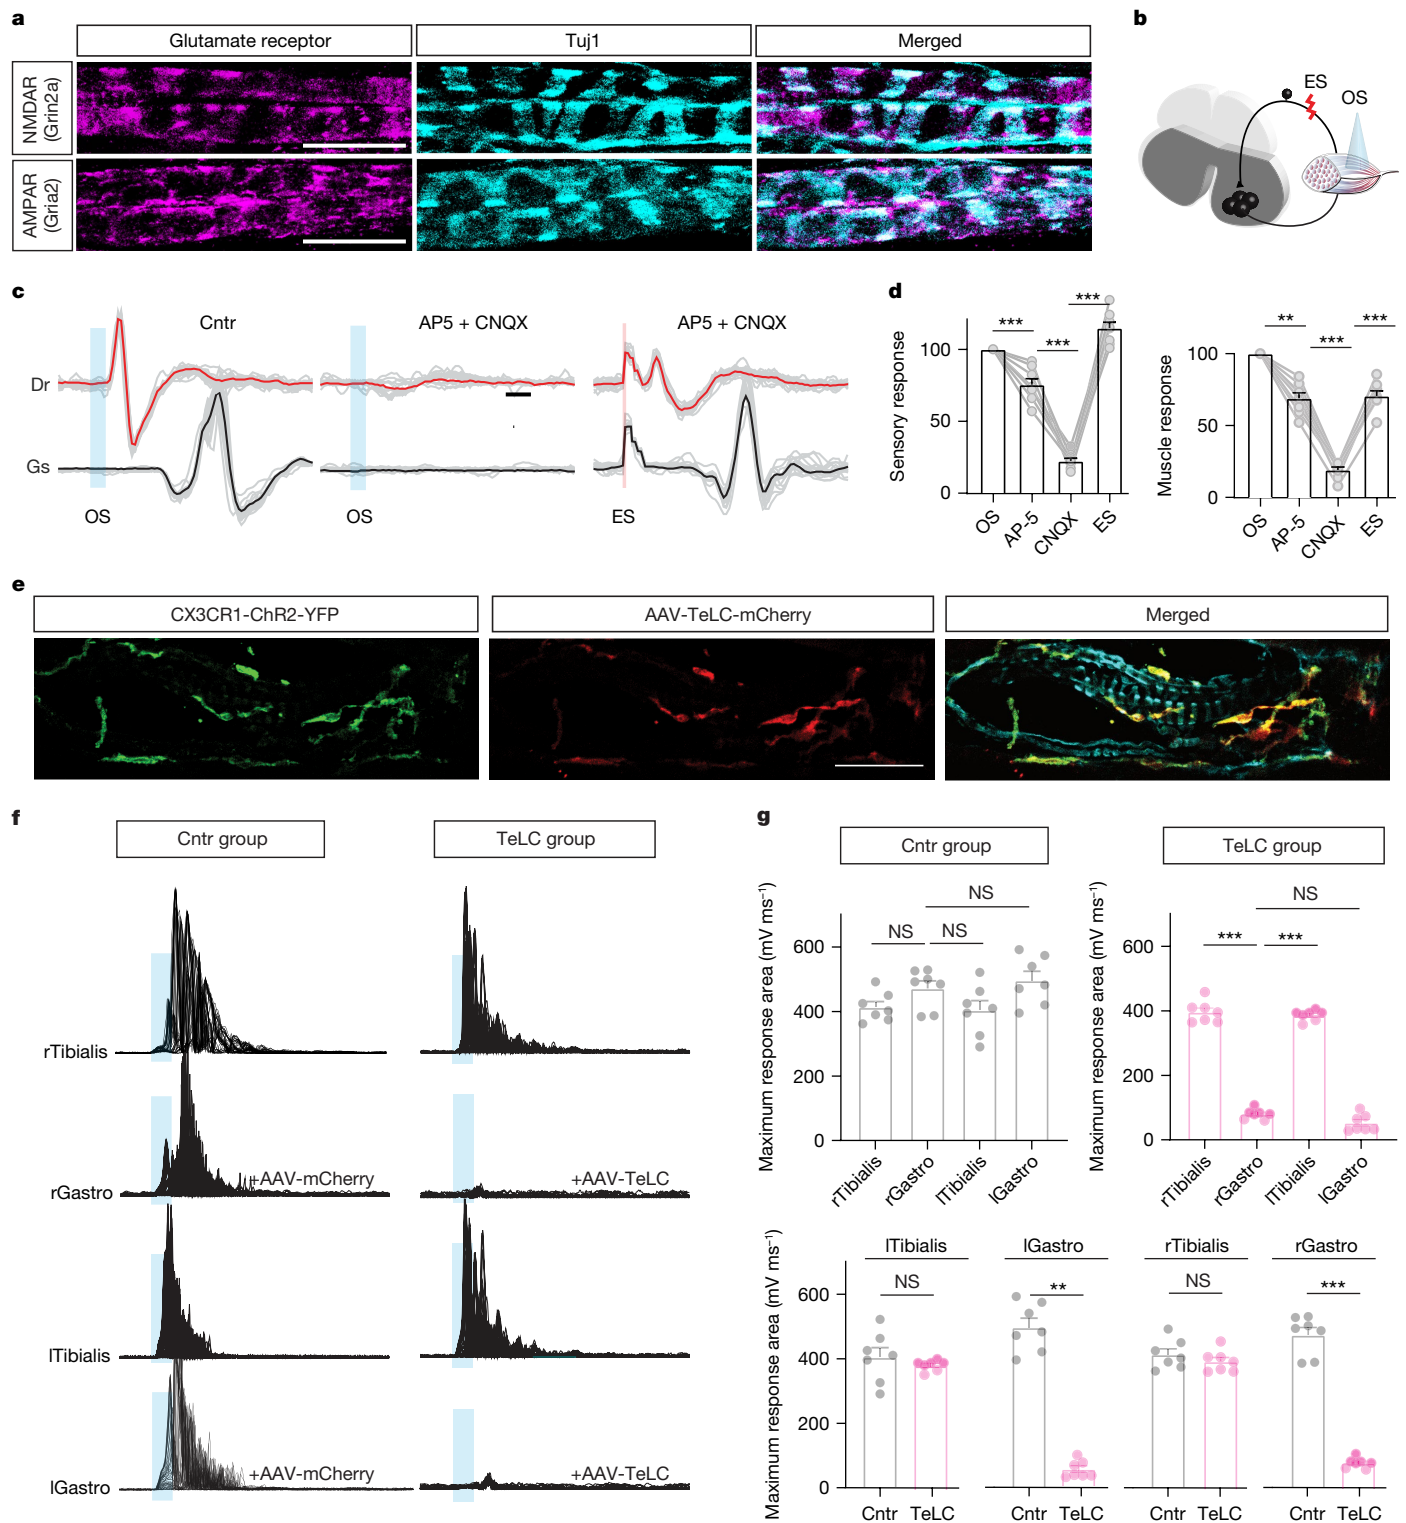 a
Glutamate receptor
Tuj1
Merged
NMDAR
(Grin2a)
AMPAR
(Gria2)
b
ES
OS
c
Cntr
AP5 + CNQX
AP5 + CNQX
Dr
Gs
OS
OS
ES
d
Sensory response
100
50
0
***
***
***
OS
AP-5
CNQX
ES
Muscle response
100
50
0
**
***
***
OS
AP-5
CNQX
ES
e
CX3CR1-ChR2-YFP
AAV-TeLC-mCherry
Merged
f
Cntr group
TeLC group
rTibialis
rGastro
+AAV-mCherry
+AAV-TeLC
lTibialis
lGastro
+AAV-mCherry
+AAV-TeLC
g
Cntr group
TeLC group
Maximum response area (mV ms⁻¹)
600
400
200
0
NS
NS
NS
rTibialis
rGastro
lTibialis
lGastro
Maximum response area (mV ms⁻¹)
600
400
200
0
NS
***
***
rTibialis
rGastro
lTibialis
lGastro
Maximum response area (mV ms⁻¹)
600
400
200
0
lTibialis
NS
Cntr
TeLC
lGastro
**
Cntr
TeLC
rTibialis
NS
Cntr
TeLC
rGastro
***
Cntr
TeLC